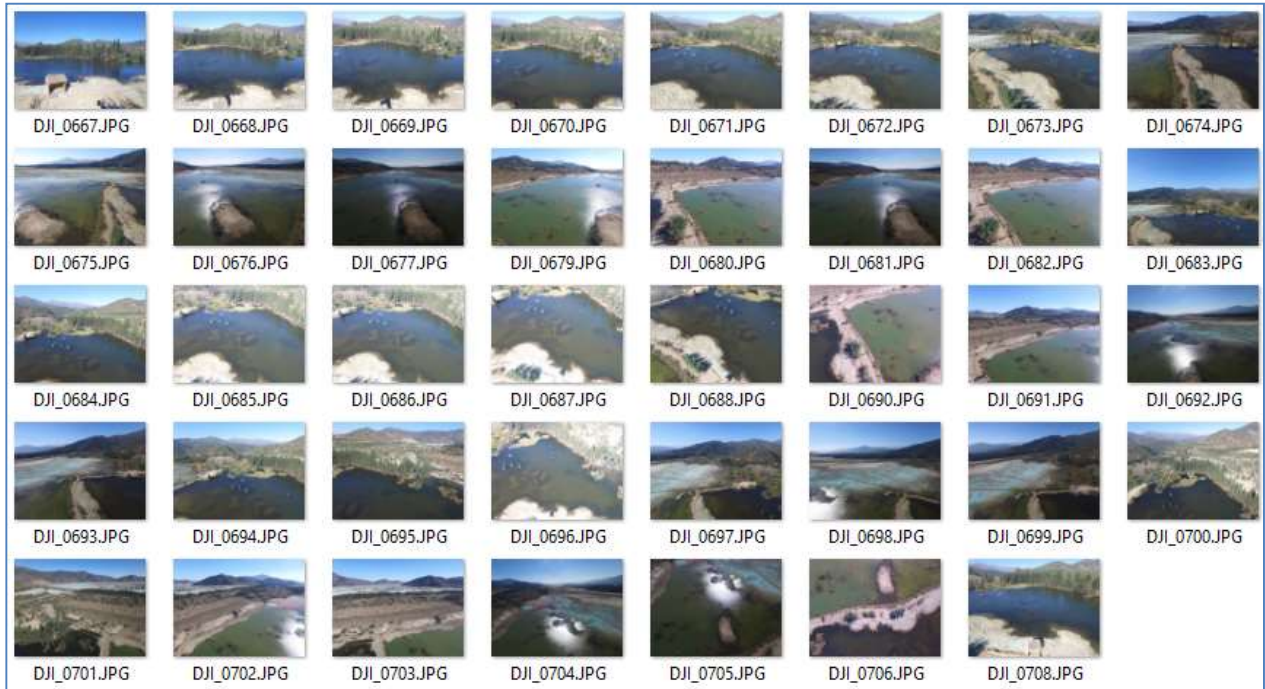 DJI_0667.JPG DJI_0668.JPG DJI_0669.JPG DJI_0670.JPG DJI_0671.JPG DJI_0672.JPG DJI_0673.JPG DJI_0674.JPG
DJI_0675.JPG DJI_0676.JPG DJI_0677.JPG DJI_0679.JPG DJI_0680.JPG DJI_0681.JPG DJI_0682.JPG DJI_0683.JPG
DJI_0684.JPG DJI_0685.JPG DJI_0686.JPG DJI_0687.JPG DJI_0688.JPG DJI_0690.JPG DJI_0691.JPG DJI_0692.JPG
DJI_0693.JPG DJI_0694.JPG DJI_0695.JPG DJI_0696.JPG DJI_0697.JPG DJI_0698.JPG DJI_0699.JPG DJI_0700.JPG
DJI_0701.JPG DJI_0702.JPG DJI_0703.JPG DJI_0704.JPG DJI_0705.JPG DJI_0706.JPG DJI_0708.JPG